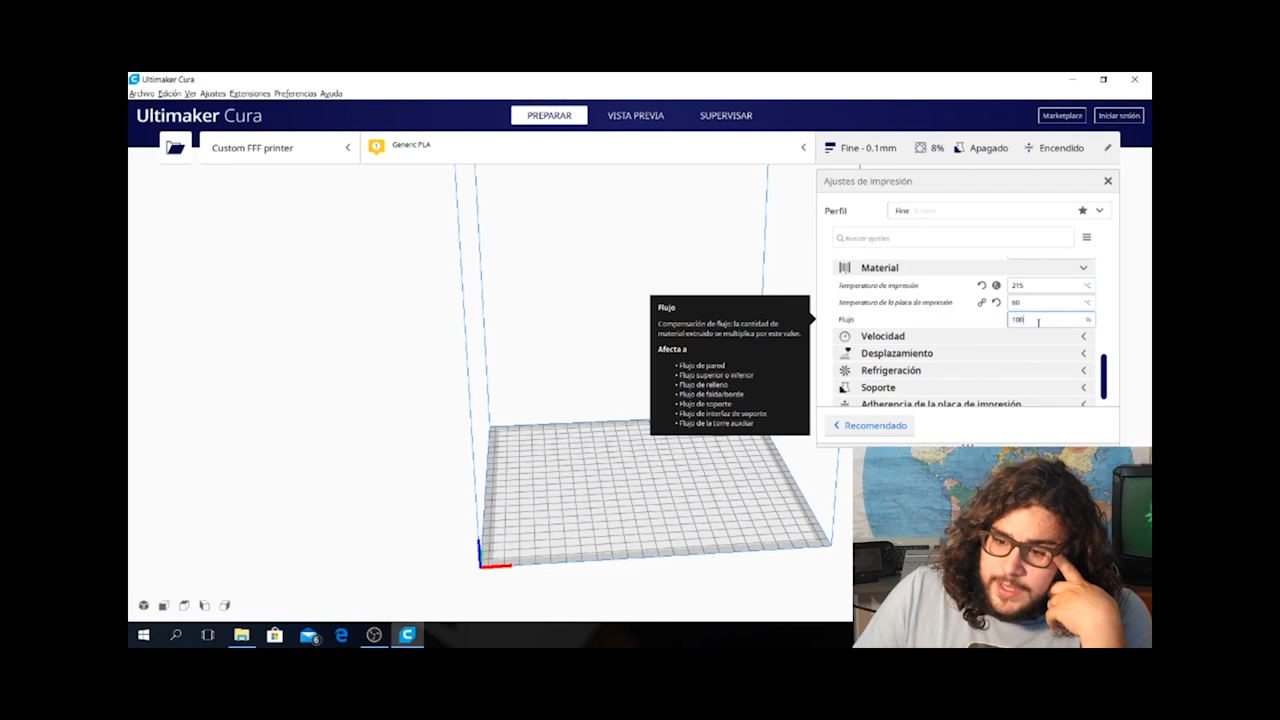 Ultimaker Cura
Archivo Edición Ver Ajustes Extensiones Preferencias Ayuda
Ultimaker Cura
PREPARAR
VISTA PREVIA
SUPERVISAR
Marketplace
Iniciar sesión
Custom FFF printer
Generic PLA
Fine - 0.1mm
8%
Apagado
Encendido
Ajustes de impresión
Perfil
Fine 0.1mm
Buscar ajustes
Material
Temperatura de impresión
215
°C
Temperatura de la placa de impresión
60
°C
Flujo
100
%
Velocidad
Desplazamiento
Refrigeración
Soporte
Adherencia de la placa de impresión
Recomendado
Flujo
Compensación de flujo: la cantidad de
material extruido se multiplica por este valor.
Afecta a
• Flujo de pared
• Flujo superior o inferior
• Flujo de relleno
• Flujo de falda/borde
• Flujo de soporte
• Flujo de interfaz de soporte
• Flujo de la torre auxiliar
6